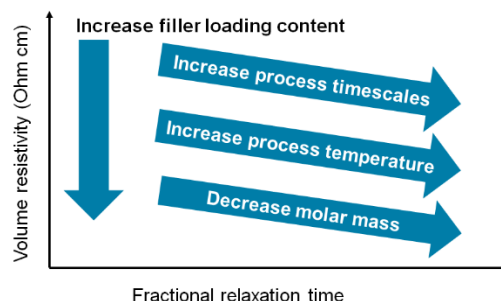 Increase filler loading content
Increase process timescales
Increase process temperature
Decrease molar mass
Volume resistivity (Ohm cm)
Fractional relaxation time